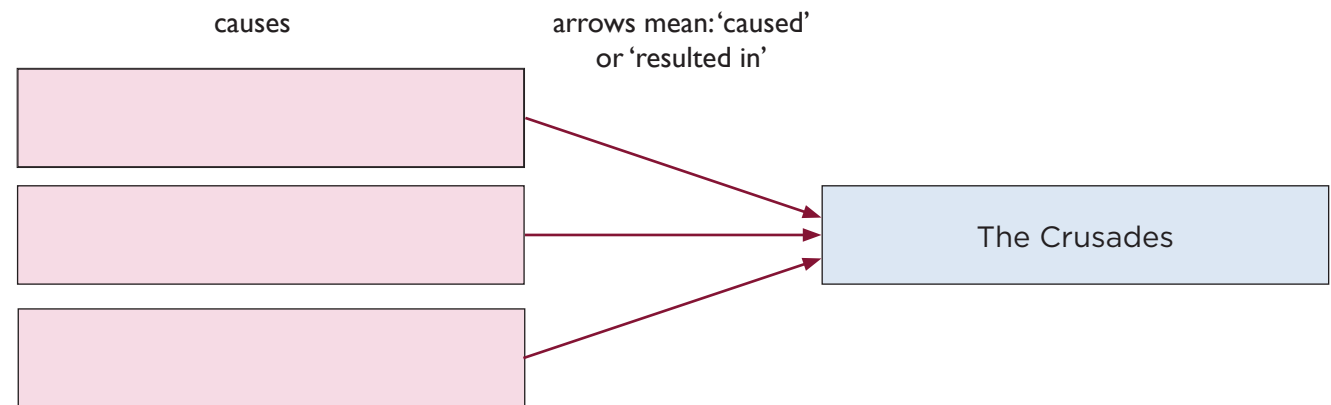 causes
arrows mean: ‘caused’
or ‘resulted in’
The Crusades